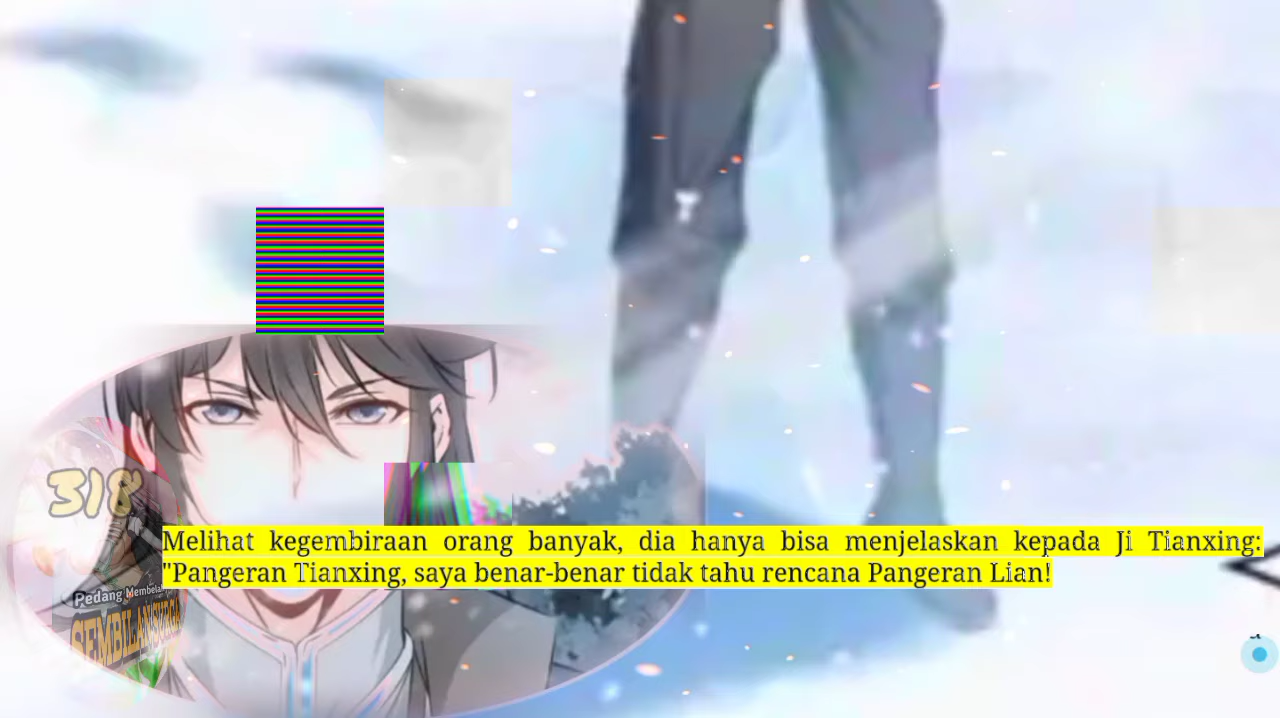 318
Melihat kegembiraan orang banyak, dia hanya bisa menjelaskan kepada Ji Tianxing:
"Pangeran Tianxing, saya benar-benar tidak tahu rencana Pangeran Lian!
Pedang Membelah
SEMBILAN SURGA